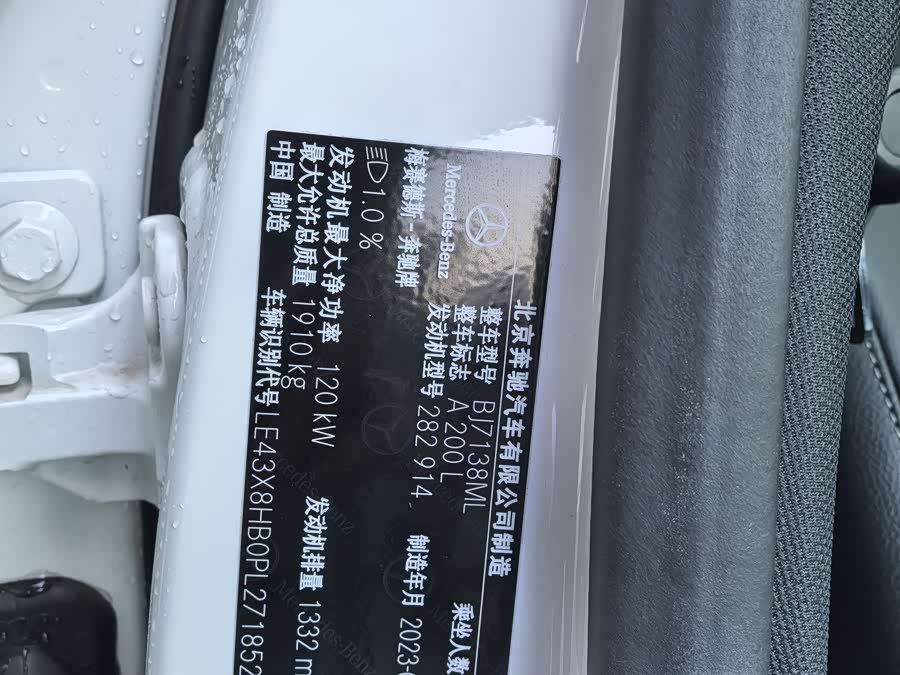 北京奔驰汽车有限公司制造
Mercedes-Benz
梅赛德斯-奔驰牌
整车型号 BJ7138ML
乘坐人数
整车标志 A 200 L
发动机型号 282 914
制造年月 2023-
1.0 %
发动机最大净功率 120 kW
发动机排量 1332 m
最大允许总质量 1910 kg
中国 制造
车辆识别代号 LE43X8HB0PL271852